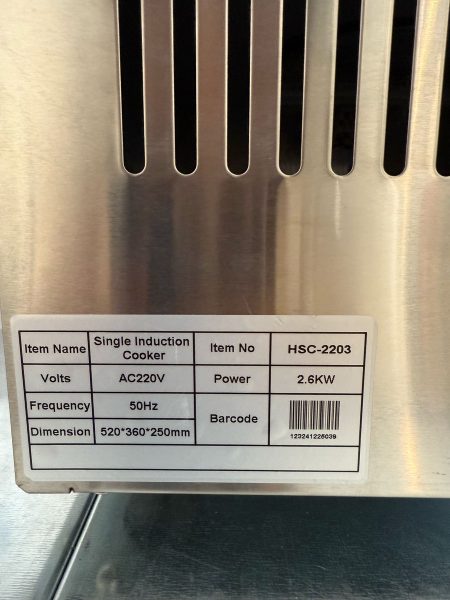 Item Name Single Induction Cooker Item No HSC-2203
Volts AC220V Power 2.6KW
Frequency 50Hz Barcode
Dimension 520*360*250mm
123241226039